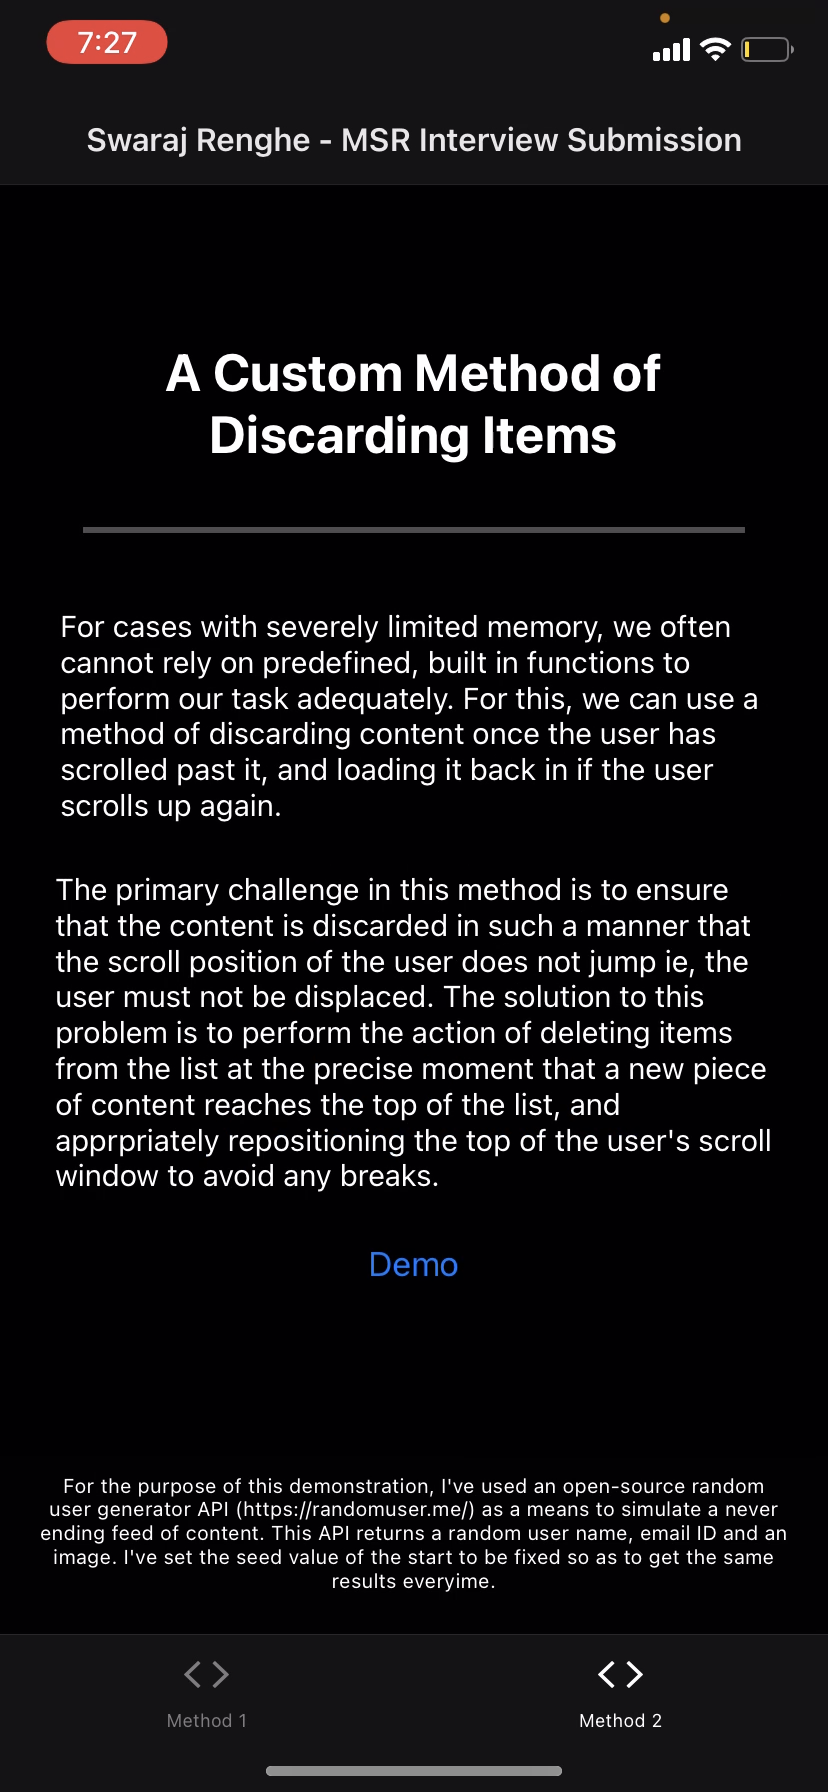 7:27
Swaraj Renghe - MSR Interview Submission
A Custom Method of
Discarding Items
For cases with severely limited memory, we often
cannot rely on predefined, built in functions to
perform our task adequately. For this, we can use a
method of discarding content once the user has
scrolled past it, and loading it back in if the user
scrolls up again.
The primary challenge in this method is to ensure
that the content is discarded in such a manner that
the scroll position of the user does not jump ie, the
user must not be displaced. The solution to this
problem is to perform the action of deleting items
from the list at the precise moment that a new piece
of content reaches the top of the list, and
apprpriately repositioning the top of the user's scroll
window to avoid any breaks.
Demo
For the purpose of this demonstration, I've used an open-source random
user generator API (https://randomuser.me/) as a means to simulate a never
ending feed of content. This API returns a random user name, email ID and an
image. I've set the seed value of the start to be fixed so as to get the same
results everyime.
Method 1
Method 2